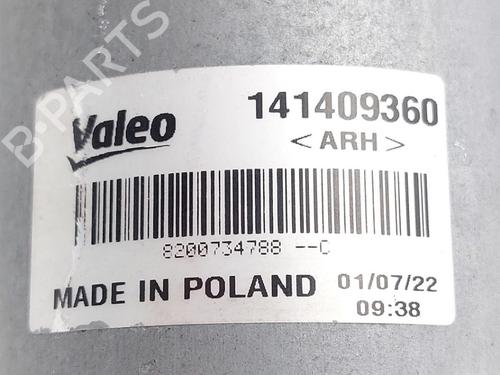 B-PARTS
Valeo
141409360
<ARH>
8200734788 --C
MADE IN POLAND
01/07/22
09:38